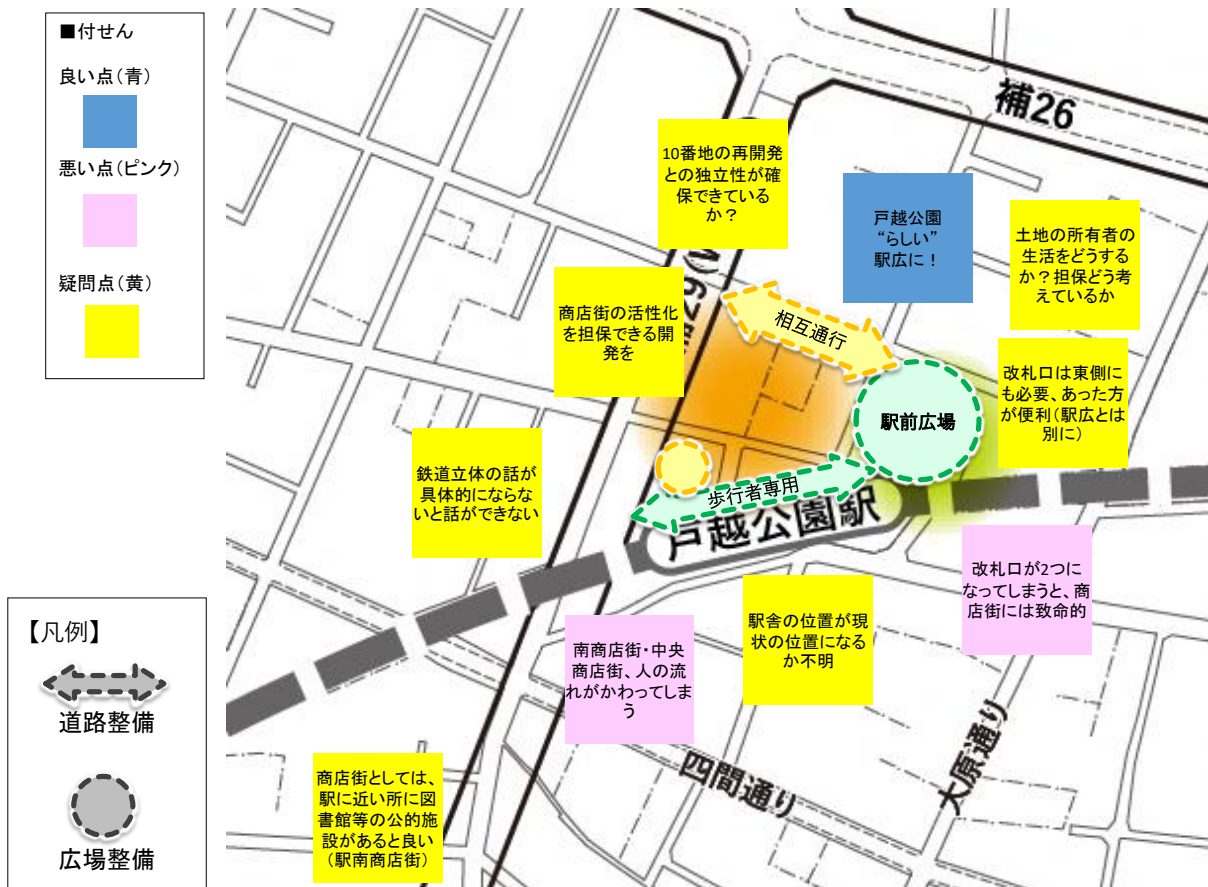 ■付せん
良い点(青)
悪い点(ピンク)
疑問点(黄)
【凡例】
道路整備
広場整備
補26
10番地の再開発
との独立性が確
保できている
か?
戸越公園
“らしい”
駅広に!
土地の所有者の
生活をどうする
か?担保どう考
えているか
商店街の活性化
を担保できる開
発を
相互通行
改札口は東側に
も必要、あった方
が便利(駅広とは
別に)
駅前広場
鉄道立体の話が
具体的にならな
いと話ができない
歩行者専用
戸越公園駅
改札口が2つに
なってしまうと、商
店街には致命的
駅舎の位置が現
状の位置になる
か不明
南商店街・中央
商店街、人の流
れがかわってしま
う
四間通り
大原通り
商店街としては、
駅に近い所に図
書館等の公的施
設があると良い
(駅南商店街)